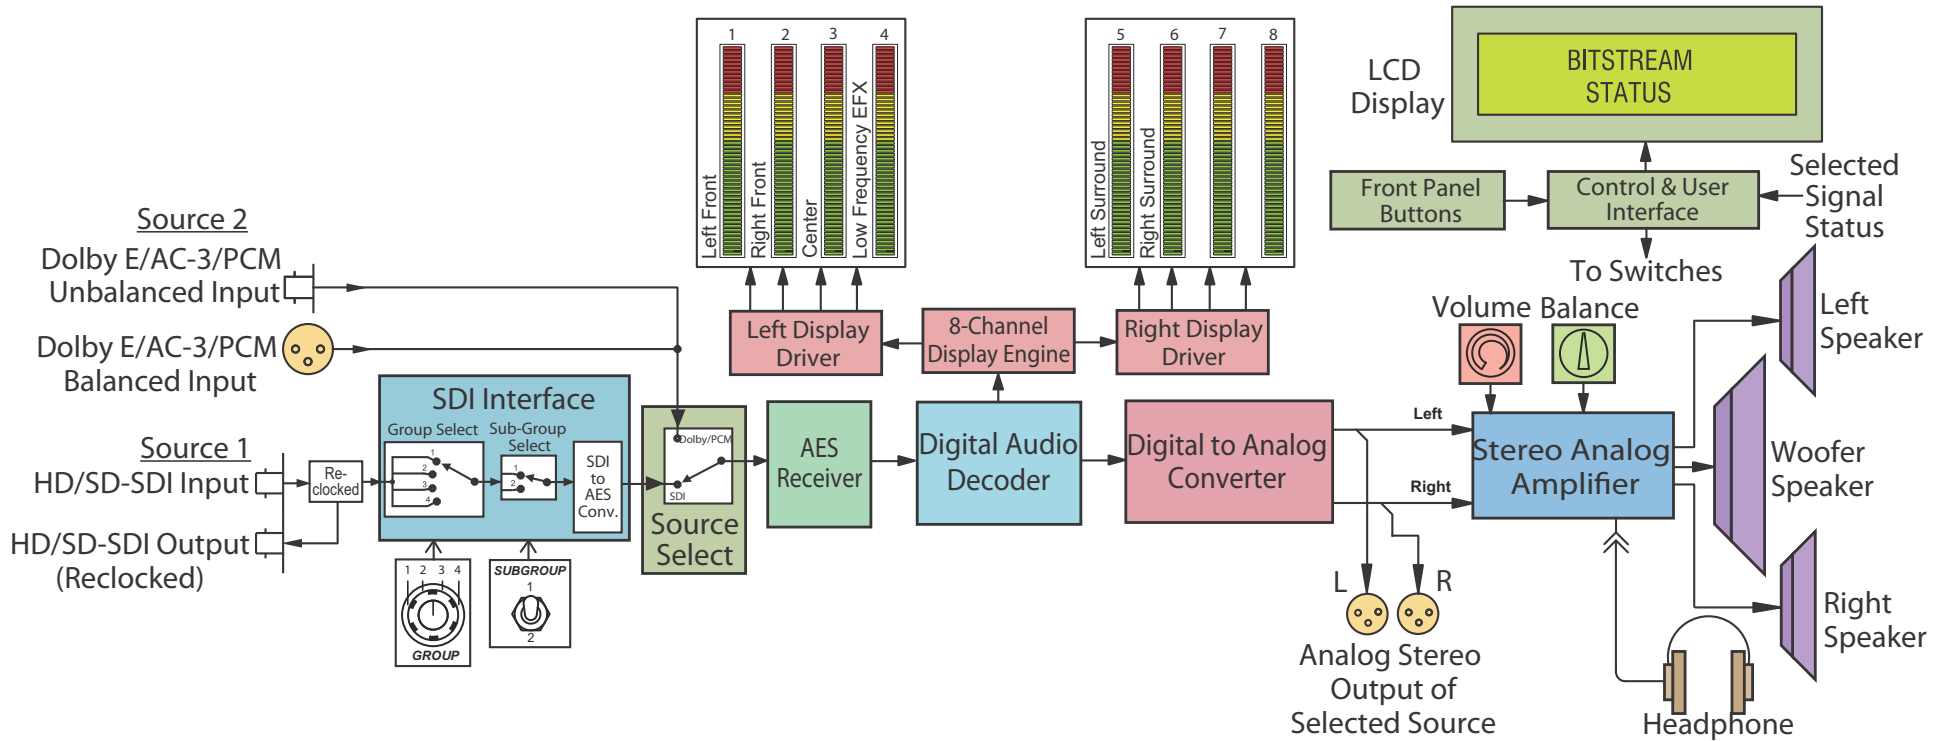 1 2 3 4
Left Front
Right Front
Center
Low Frequency EFX
5 6 7 8
Left Surround
Right Surround
LCD
Display
BITSTREAM
STATUS
Front Panel
Buttons
Control & User
Interface
Selected
Signal
Status
To Switches
Source 2
Dolby E/AC-3/PCM
Unbalanced Input
Dolby E/AC-3/PCM
Balanced Input
Left Display
Driver
8-Channel
Display Engine
Right Display
Driver
Volume
Balance
Left
Speaker
Source 1
HD/SD-SDI Input
HD/SD-SDI Output
(Reclocked)
Re-
clocked
SDI Interface
Group Select
1
2
3
4
Sub-Group
Select
1
2
SDI
to
AES
Conv.
GROUP
1 2 3 4
SUBGROUP
1
2
Dolby/PCM
SDI
Source
Select
AES
Receiver
Digital Audio
Decoder
Digital to Analog
Converter
Left
Right
Stereo Analog
Amplifier
Woofer
Speaker
Right
Speaker
L
R
Analog Stereo
Output of
Selected Source
Headphone